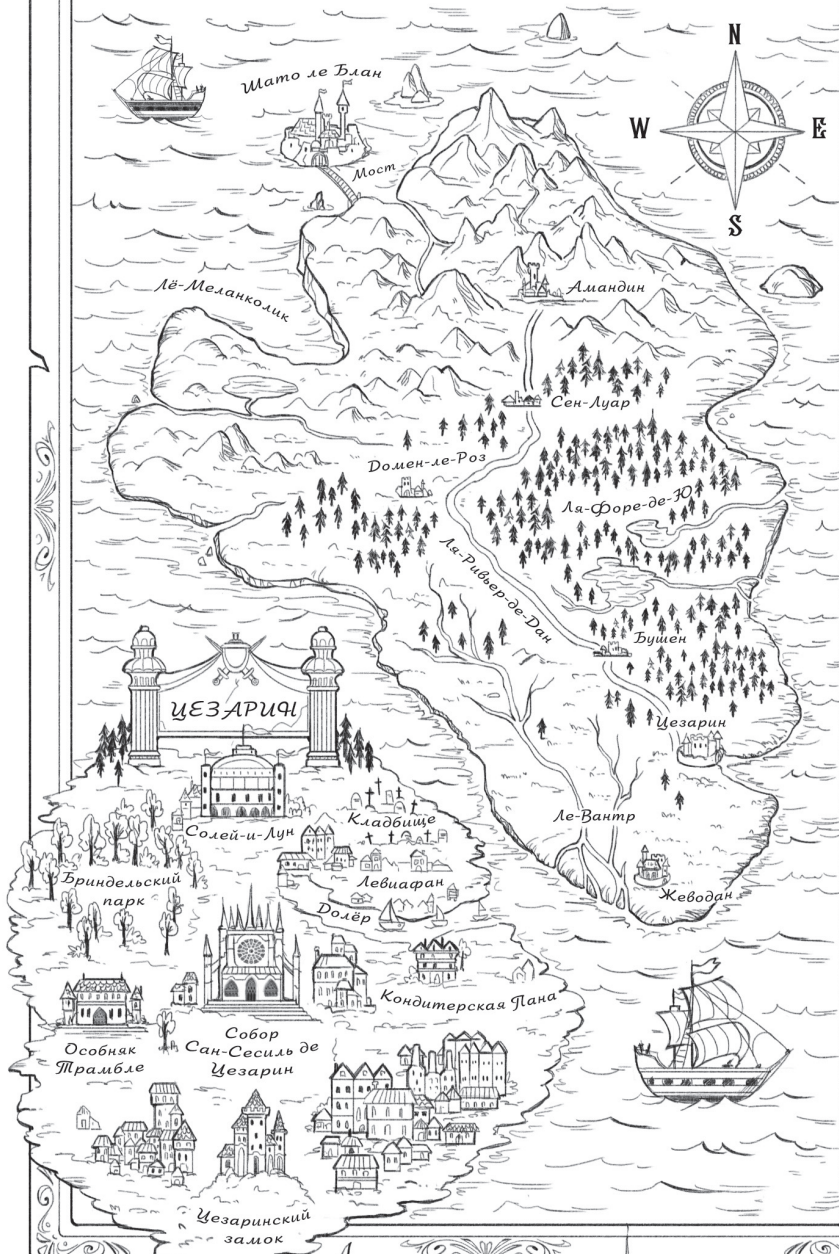 N
W
E
S
Шато ле Блан
Мост
Лё-Меланколик
Амандин
Сен-Луар
Домен-ле-Роз
Ля-Форе-де-Ю
Ля-Ривьер-де-Дан
Бушен
Цезарин
Ле-Вантр
Жеводан
ЦЕЗАРИН
Солей-и-Лун
Кладбище
Бриндельский
парк
Левиафан
Долёр
Кондитерская Пана
Особняк
Трамбле
Собор
Сан-Сесиль де
Цезарин
Цезаринский
замок